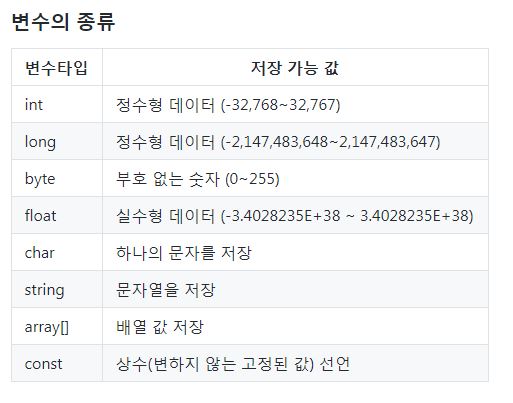 변수의 종류
변수타입 저장 가능 값
int 정수형 데이터 (-32,768~32,767)
long 정수형 데이터 (-2,147,483,648~2,147,483,647)
byte 부호 없는 숫자 (0~255)
float 실수형 데이터 (-3.4028235E+38 ~ 3.4028235E+38)
char 하나의 문자를 저장
string 문자열을 저장
array[] 배열 값 저장
const 상수(변하지 않는 고정된 값) 선언